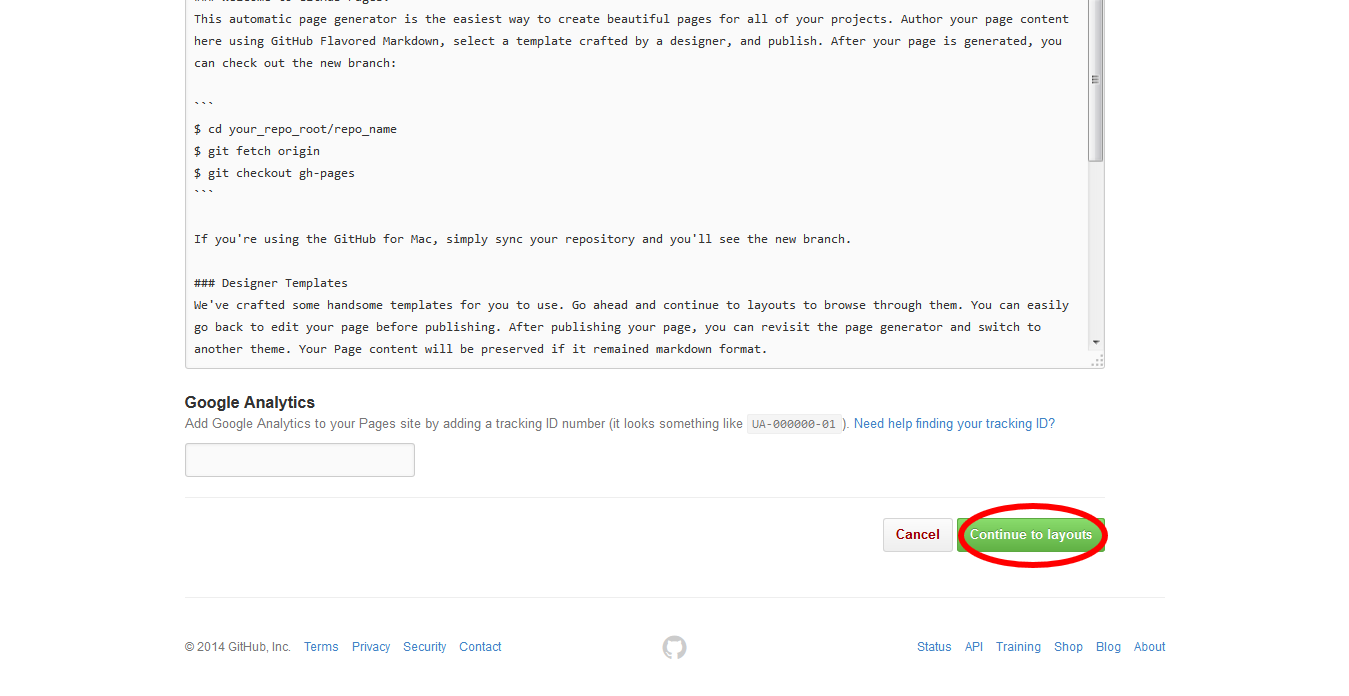 This automatic page generator is the easiest way to create beautiful pages for all of your projects. Author your page content
here using GitHub Flavored Markdown, select a template crafted by a designer, and publish. After your page is generated, you
can check out the new branch:
```
$ cd your_repo_root/repo_name
$ git fetch origin
$ git checkout gh-pages
```
If you're using the GitHub for Mac, simply sync your repository and you'll see the new branch.
### Designer Templates
We've crafted some handsome templates for you to use. Go ahead and continue to layouts to browse through them. You can easily
go back to edit your page before publishing. After publishing your page, you can revisit the page generator and switch to
another theme. Your Page content will be preserved if it remained markdown format.
Google Analytics
Add Google Analytics to your Pages site by adding a tracking ID number (it looks something like UA-000000-01 ). Need help finding your tracking ID?
Cancel Continue to layouts
© 2014 GitHub, Inc. Terms Privacy Security Contact Status API Training Shop Blog About